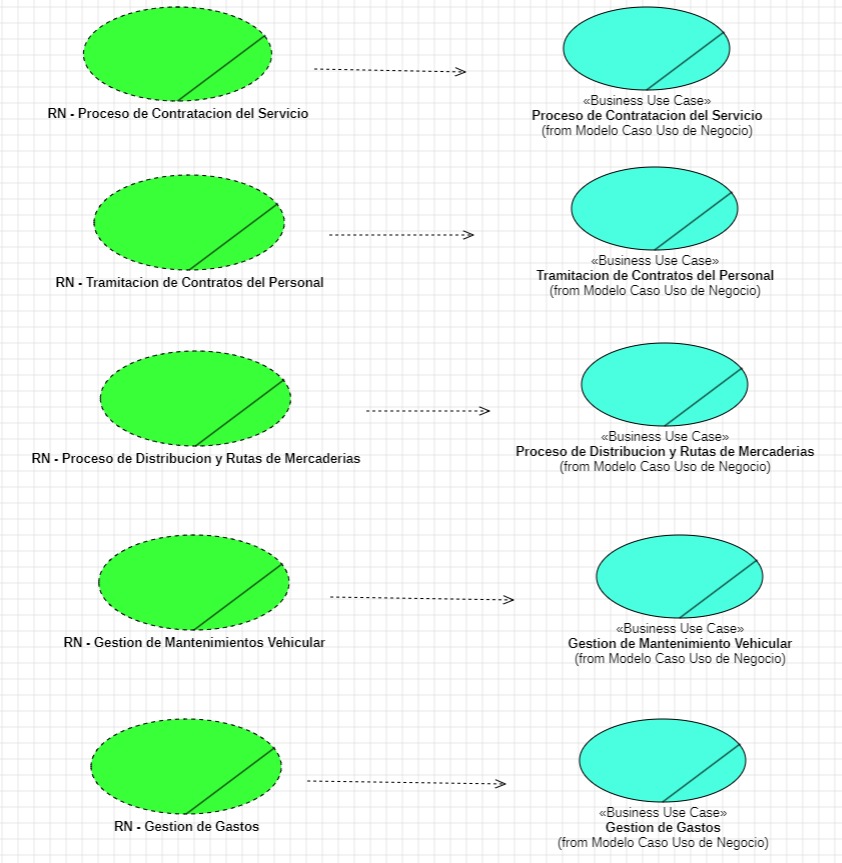 RN - Proceso de Contratacion del Servicio
«Business Use Case»
Proceso de Contratacion del Servicio
(from Modelo Caso Uso de Negocio)
RN - Tramitacion de Contratos del Personal
«Business Use Case»
Tramitacion de Contratos del Personal
(from Modelo Caso Uso de Negocio)
RN - Proceso de Distribucion y Rutas de Mercaderias
«Business Use Case»
Proceso de Distribucion y Rutas de Mercaderias
(from Modelo Caso Uso de Negocio)
RN - Gestion de Mantenimientos Vehicular
«Business Use Case»
Gestion de Mantenimiento Vehicular
(from Modelo Caso Uso de Negocio)
RN - Gestion de Gastos
«Business Use Case»
Gestion de Gastos
(from Modelo Caso Uso de Negocio)